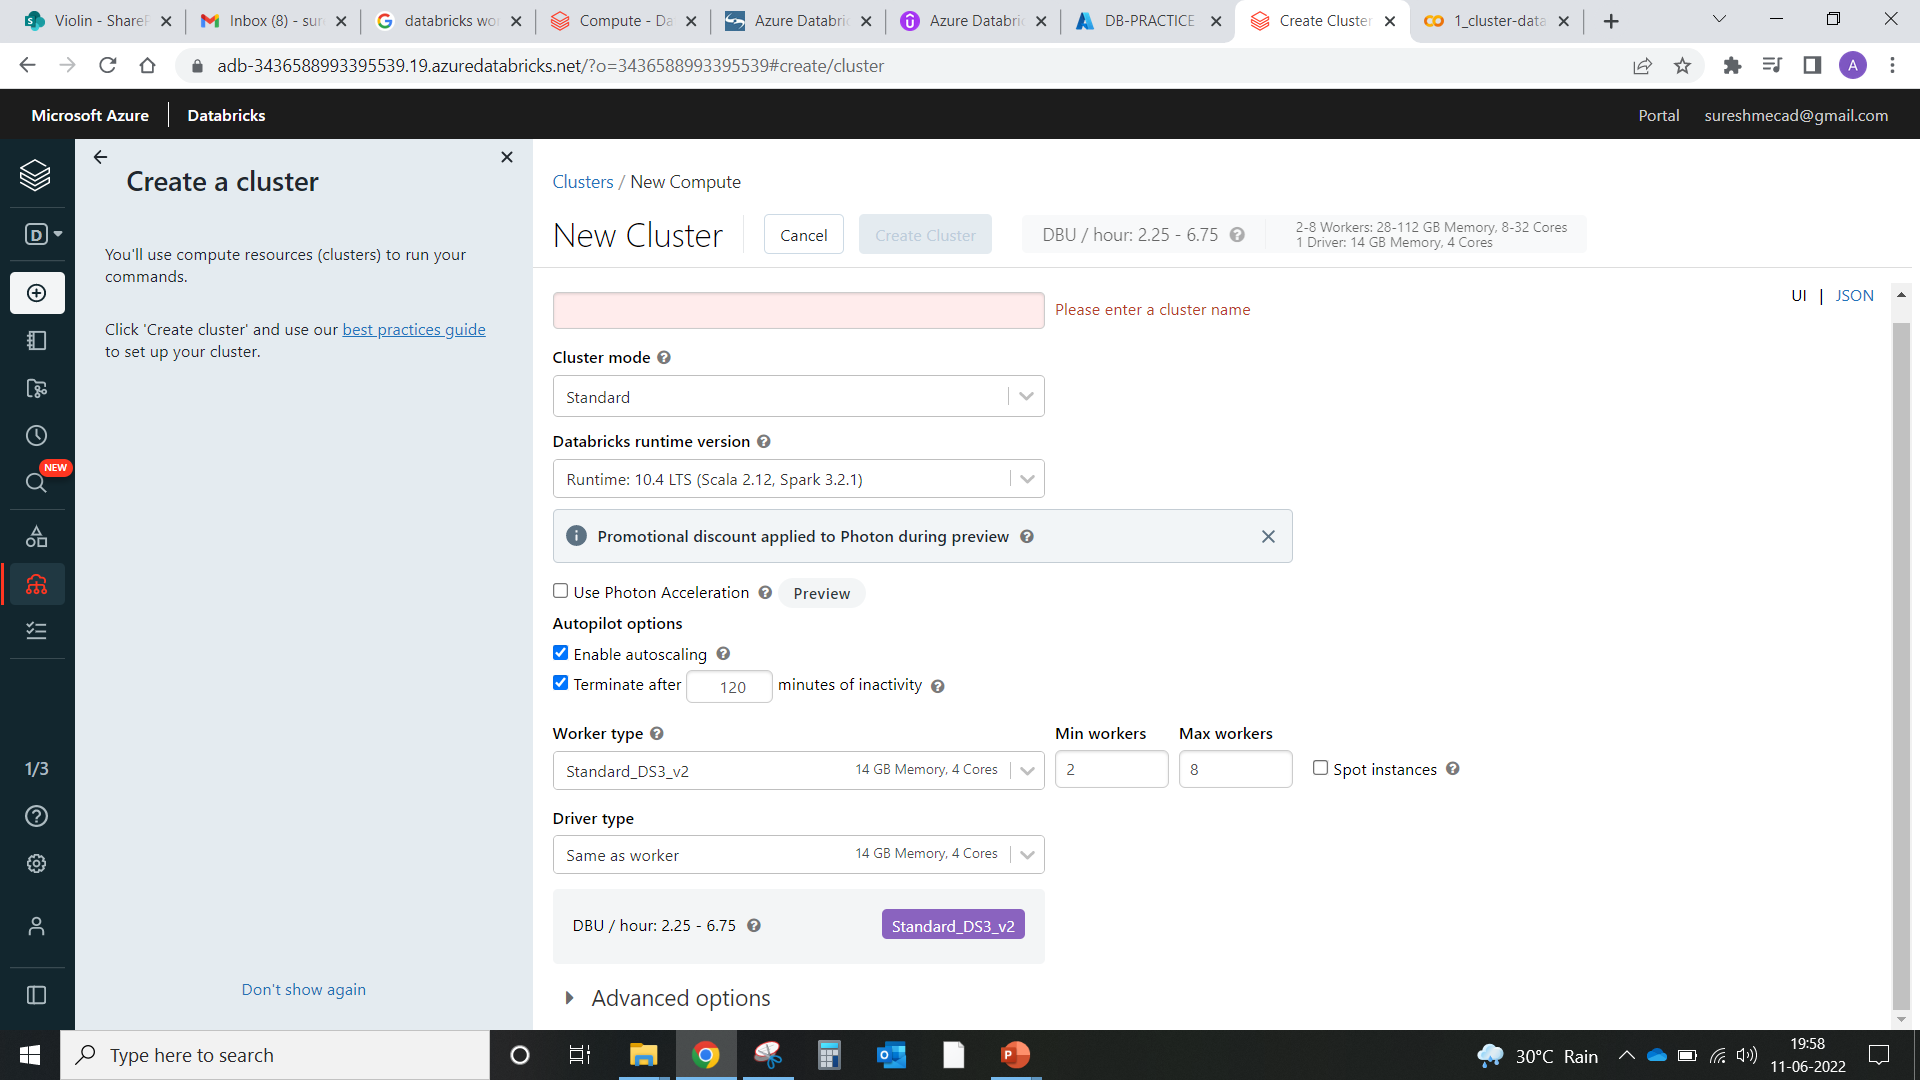 Violin - ShareP
Inbox (8) - sur
databricks wo
Compute - Da
Azure Databric
Azure Databric
DB-PRACTICE
Create Cluster
1_cluster-data
adb-3436588993395539.19.azuredatabricks.net/?o=3436588993395539#create/cluster
A
Microsoft Azure
Databricks
Portal
sureshmecad@gmail.com
D
NEW
1/3
Create a cluster
You'll use compute resources (clusters) to run your
commands.
Click 'Create cluster' and use our best practices guide
to set up your cluster.
Don't show again
Clusters / New Compute
New Cluster
Cancel
Create Cluster
DBU / hour: 2.25 - 6.75
2-8 Workers: 28-112 GB Memory, 8-32 Cores
1 Driver: 14 GB Memory, 4 Cores
UI | JSON
Please enter a cluster name
Cluster mode
Standard
Databricks runtime version
Runtime: 10.4 LTS (Scala 2.12, Spark 3.2.1)
Promotional discount applied to Photon during preview
Use Photon Acceleration
Preview
Autopilot options
Enable autoscaling
Terminate after 120 minutes of inactivity
Worker type
Min workers
Max workers
Standard_DS3_v2
14 GB Memory, 4 Cores
2
8
Spot instances
Driver type
Same as worker
14 GB Memory, 4 Cores
DBU / hour: 2.25 - 6.75
Standard_DS3_v2
Advanced options
Type here to search
30°C Rain
19:58
11-06-2022